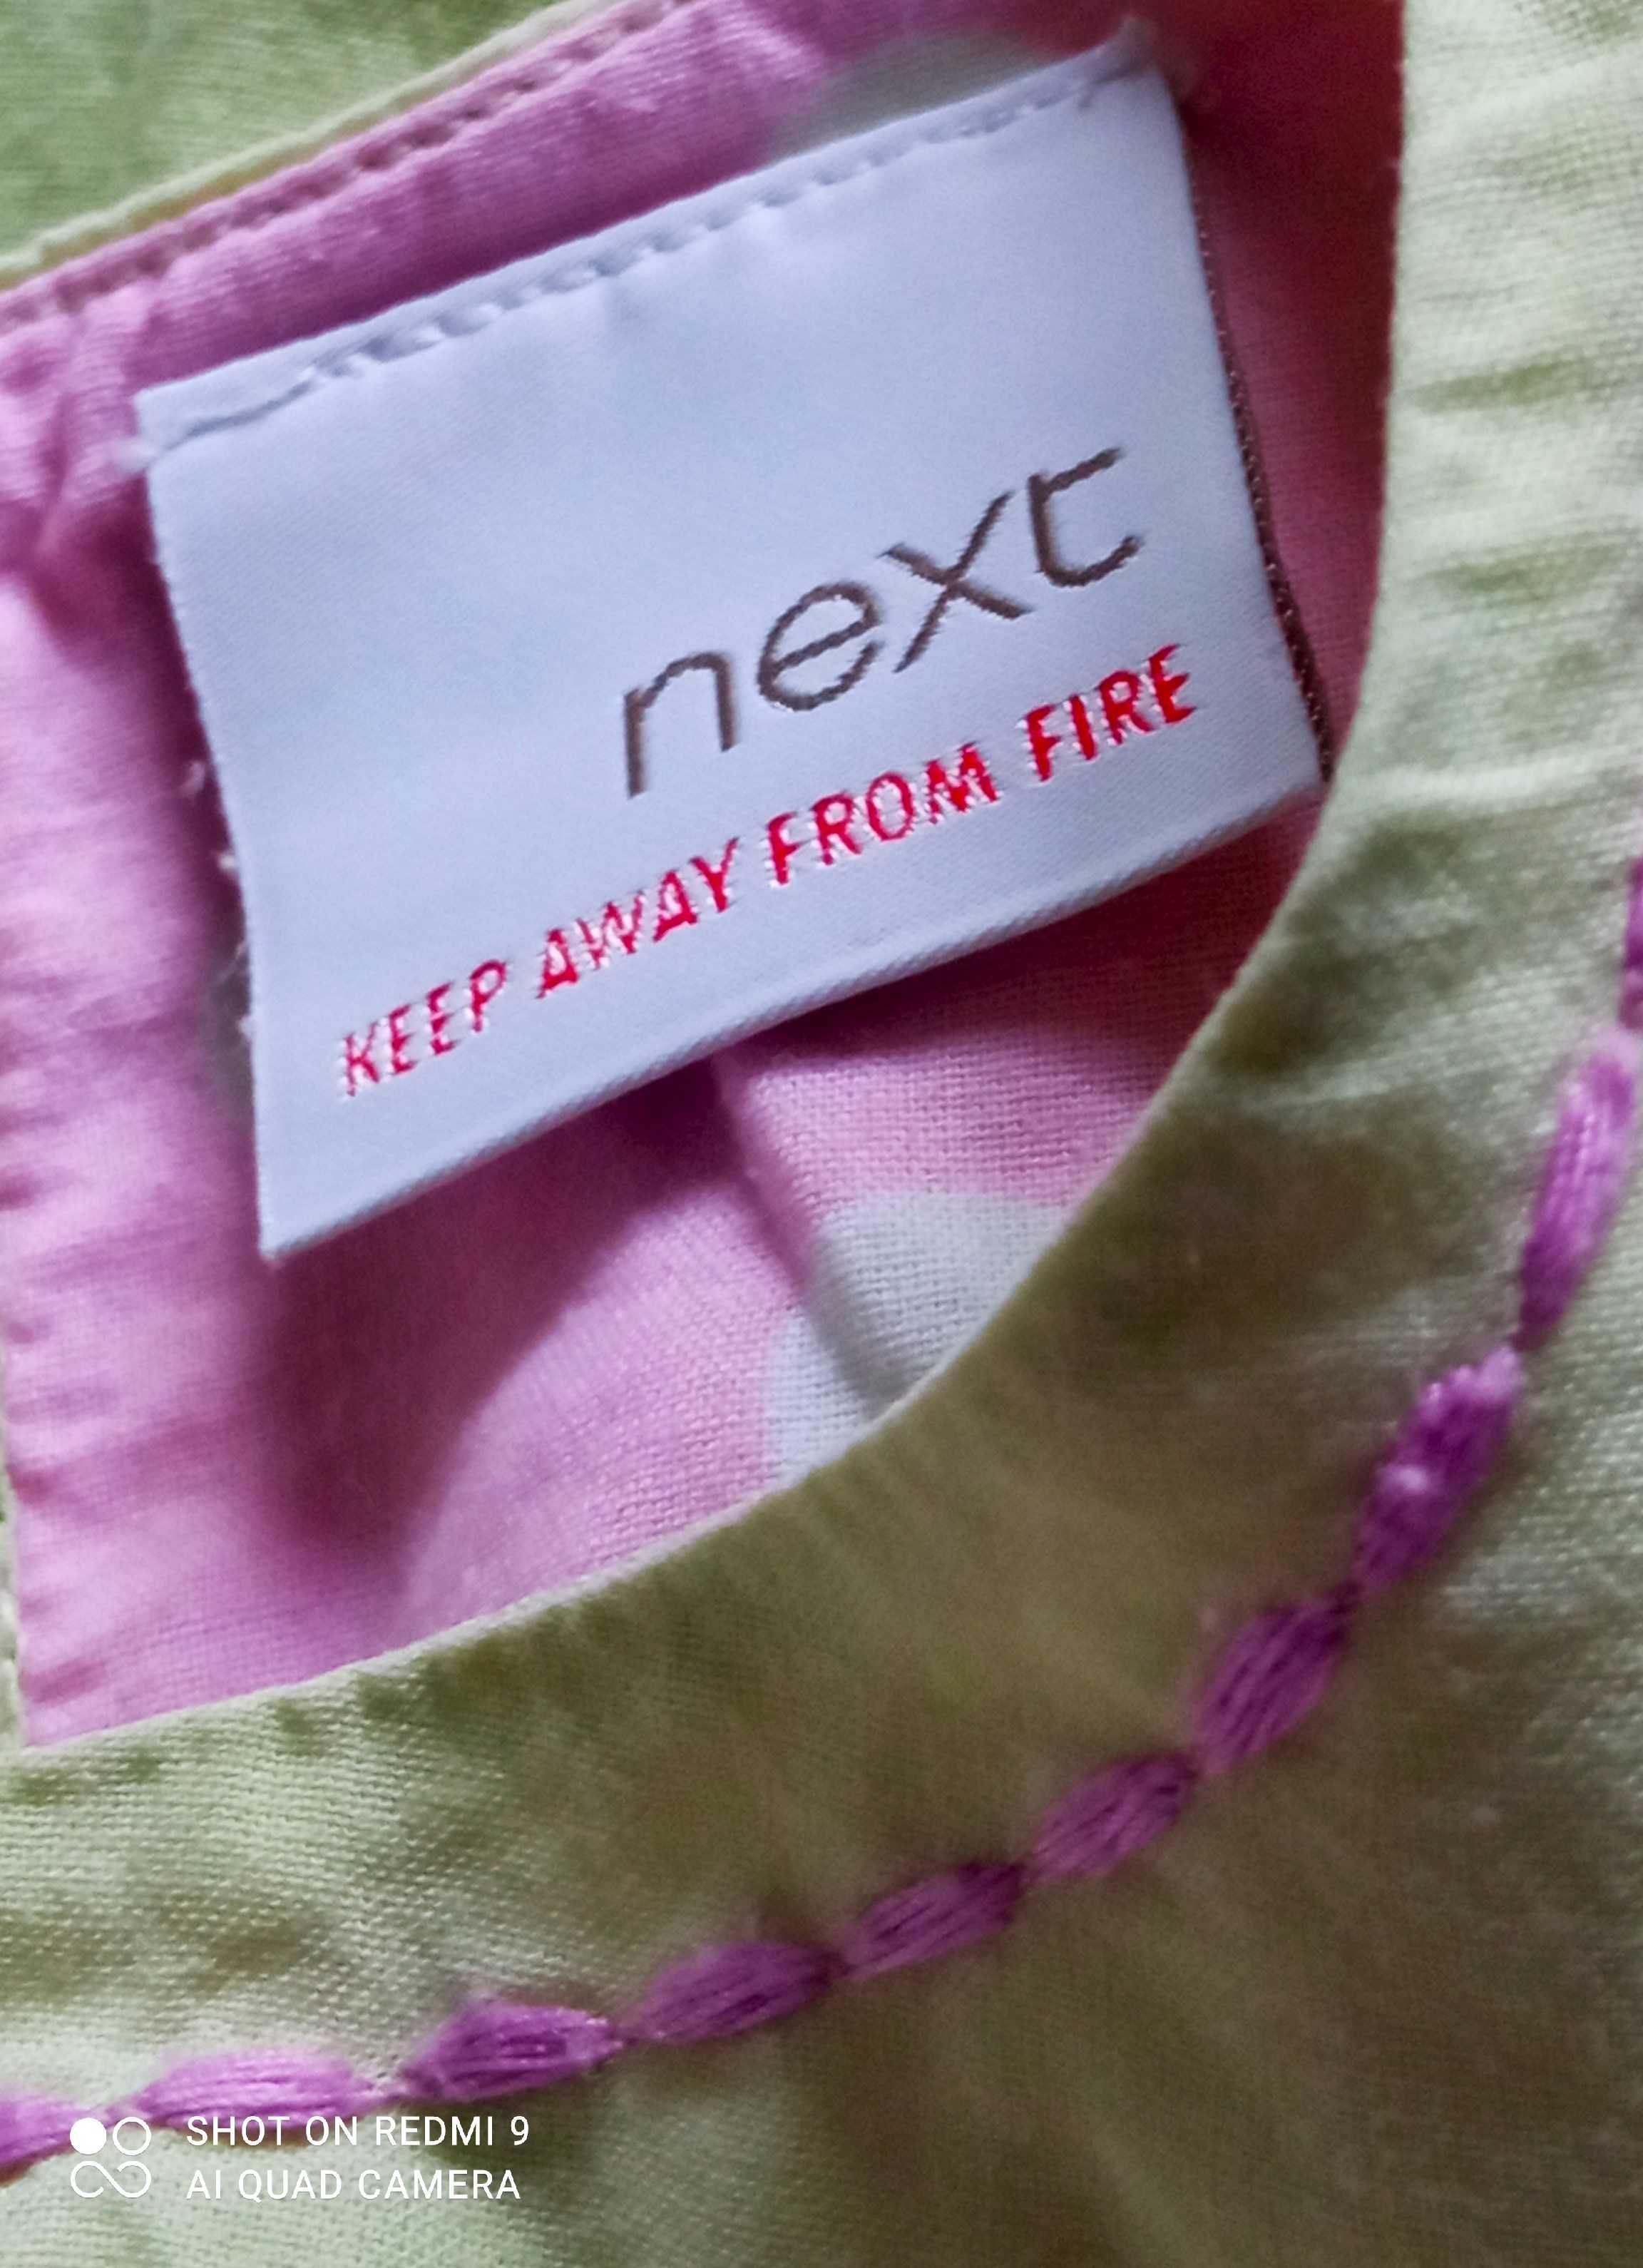 next
KEEP AWAY FROM FIRE
SHOT ON REDMI 9
AI QUAD CAMERA